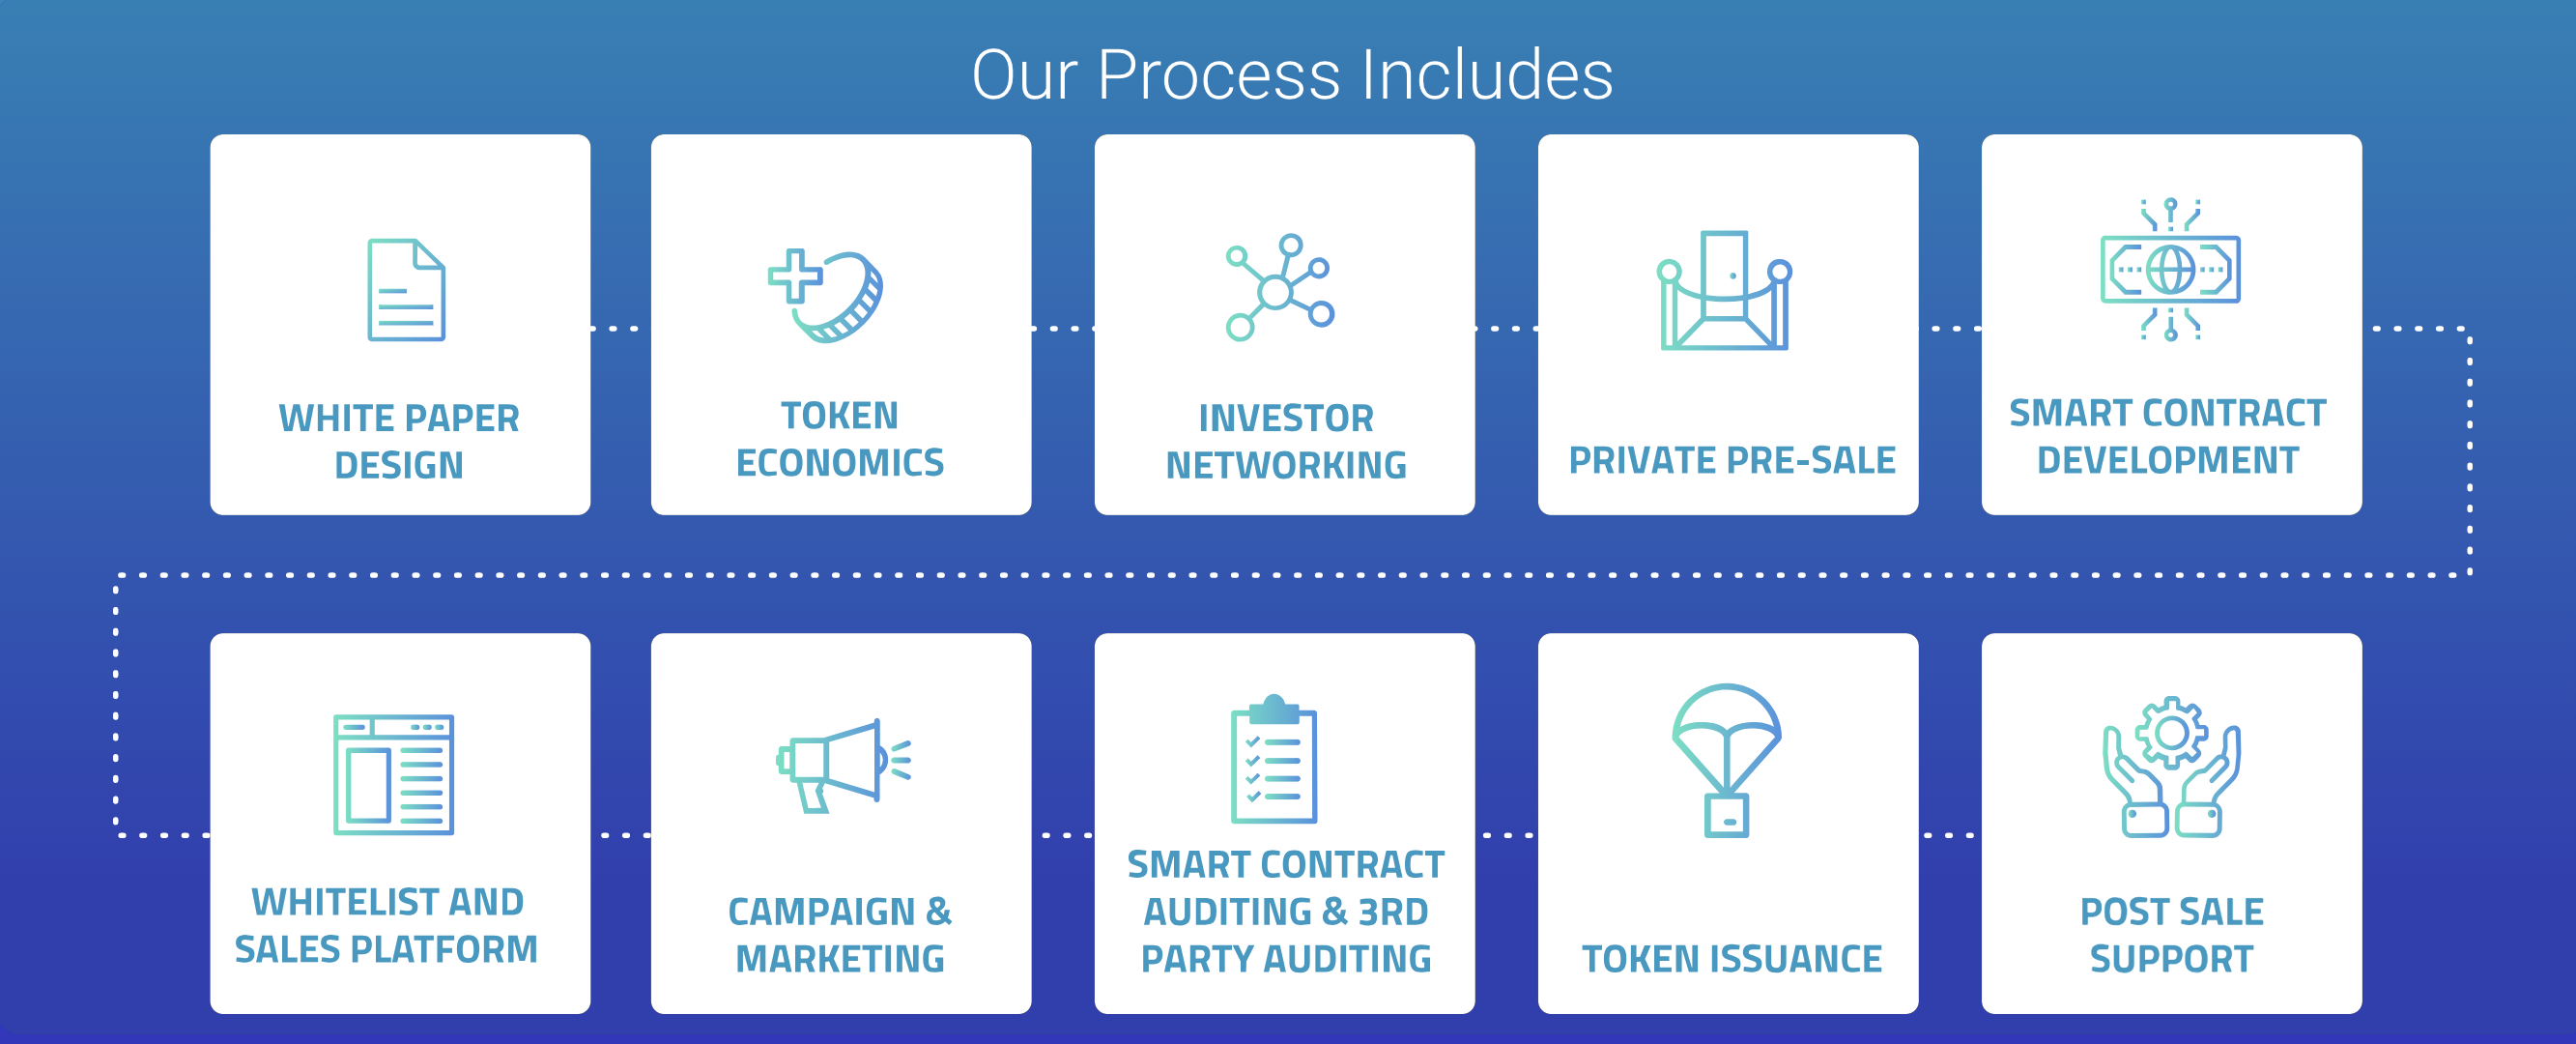 Our Process Includes
WHITE PAPER
DESIGN
TOKEN
ECONOMICS
INVESTOR
NETWORKING
PRIVATE PRE-SALE
SMART CONTRACT
DEVELOPMENT
WHITELIST AND
SALES PLATFORM
CAMPAIGN &
MARKETING
SMART CONTRACT
AUDITING & 3RD
PARTY AUDITING
TOKEN ISSUANCE
POST SALE
SUPPORT